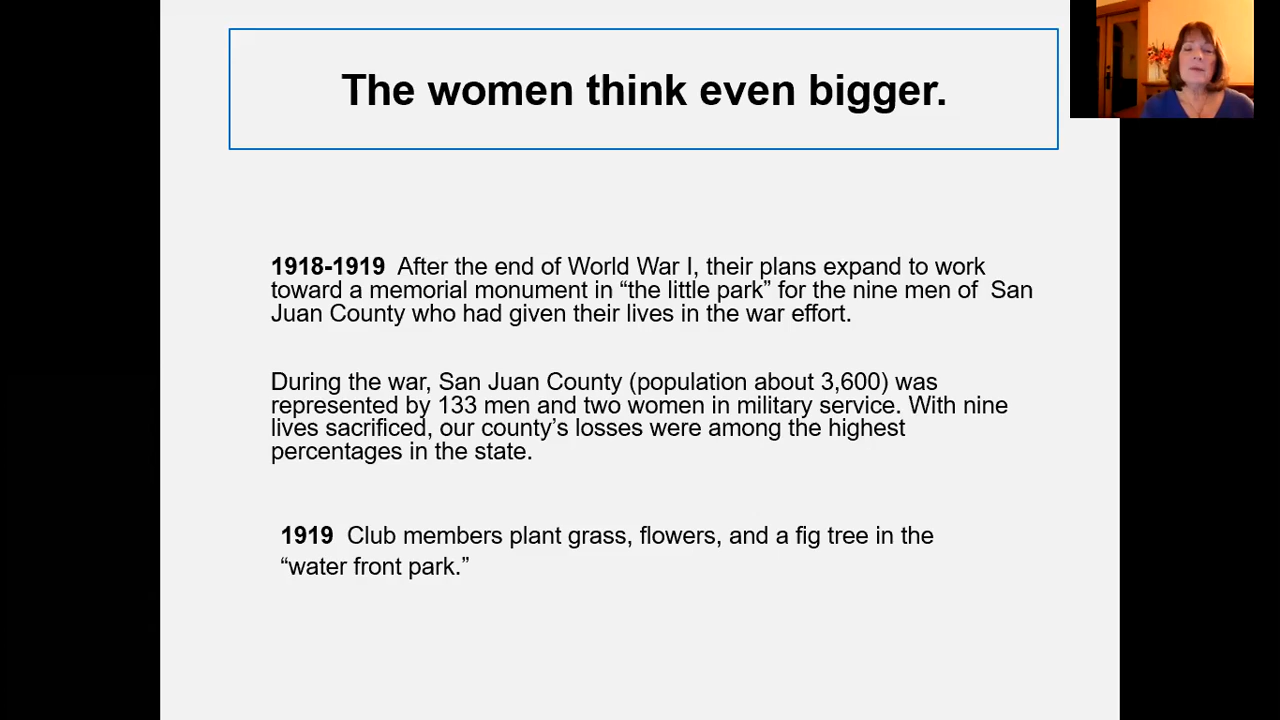 The women think even bigger.
1918-1919  After the end of World War I, their plans expand to work
toward a memorial monument in “the little park” for the nine men of  San
Juan County who had given their lives in the war effort.
During the war, San Juan County (population about 3,600) was
represented by 133 men and two women in military service. With nine
lives sacrificed, our county’s losses were among the highest
percentages in the state.
1919  Club members plant grass, flowers, and a fig tree in the
“water front park.”